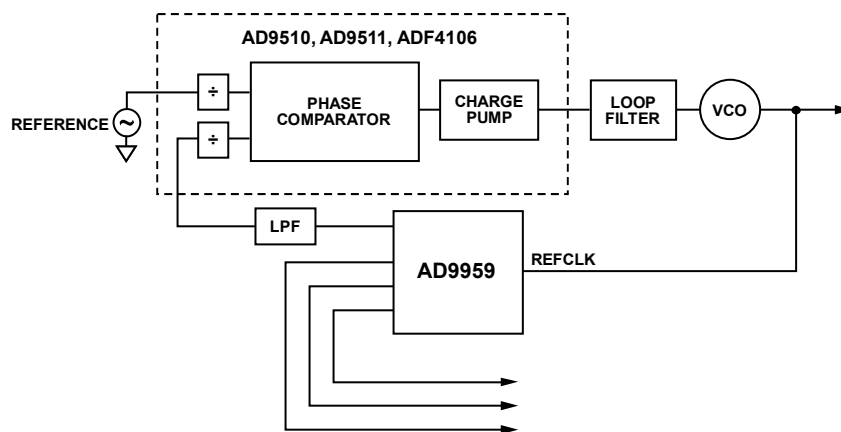 AD9510, AD9511, ADF4106
÷
PHASE
COMPARATOR
CHARGE
PUMP
LOOP
FILTER
VCO
REFERENCE
~
÷
LPF
AD9959
REFCLK